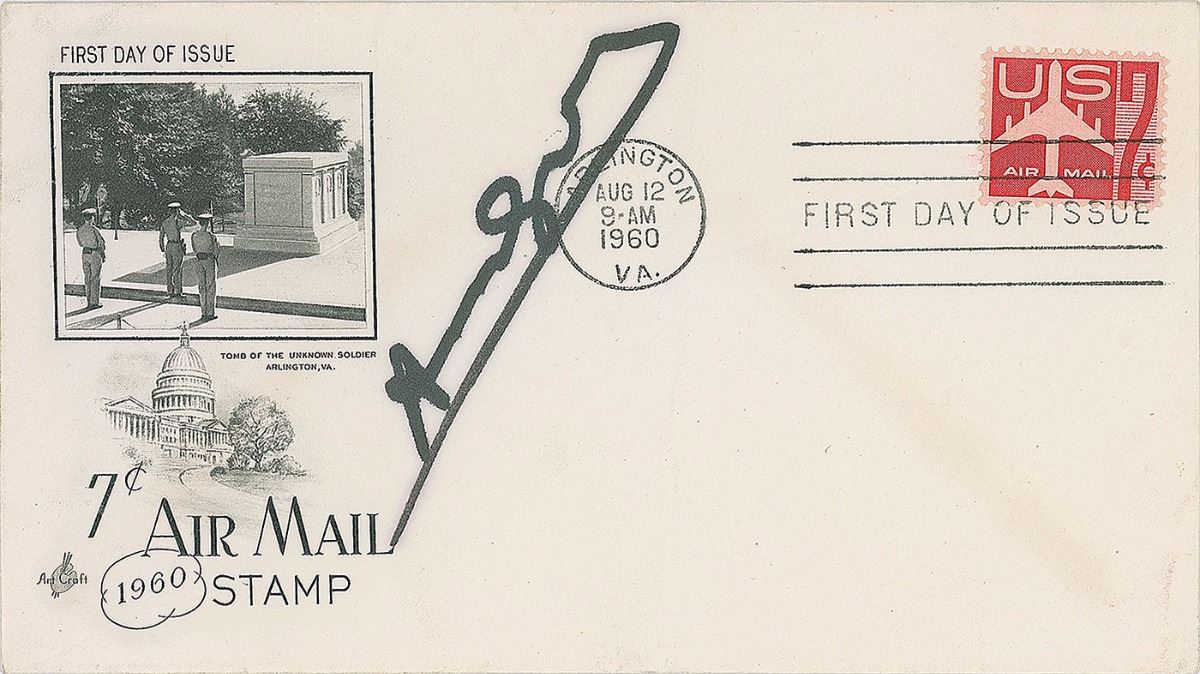 FIRST DAY OF ISSUE
TOMB OF THE UNKNOWN SOLDIER
ARLINGTON, VA.
7¢
AIR MAIL
1960
STAMP
Art Craft
ARLINGTON
AUG 12
9-AM
1960
VA.
US 7¢
AIR MAIL
FIRST DAY OF ISSUE